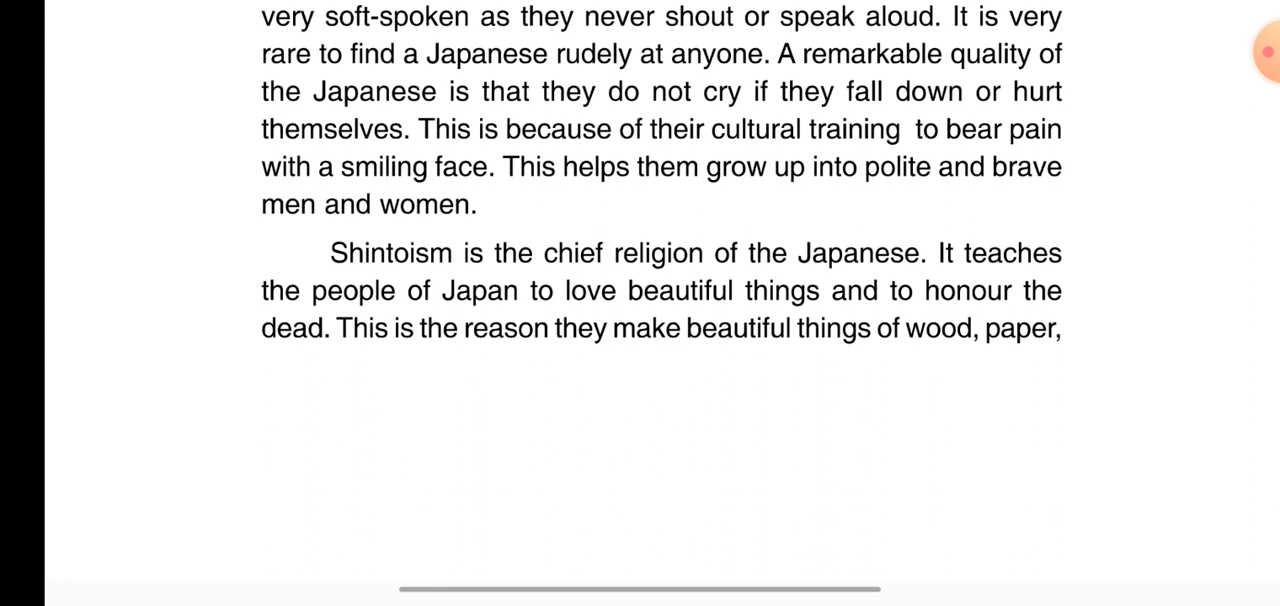 very soft-spoken as they never shout or speak aloud. It is very
rare to find a Japanese rudely at anyone. A remarkable quality of
the Japanese is that they do not cry if they fall down or hurt
themselves. This is because of their cultural training to bear pain
with a smiling face. This helps them grow up into polite and brave
men and women.
Shintoism is the chief religion of the Japanese. It teaches
the people of Japan to love beautiful things and to honour the
dead. This is the reason they make beautiful things of wood, paper,